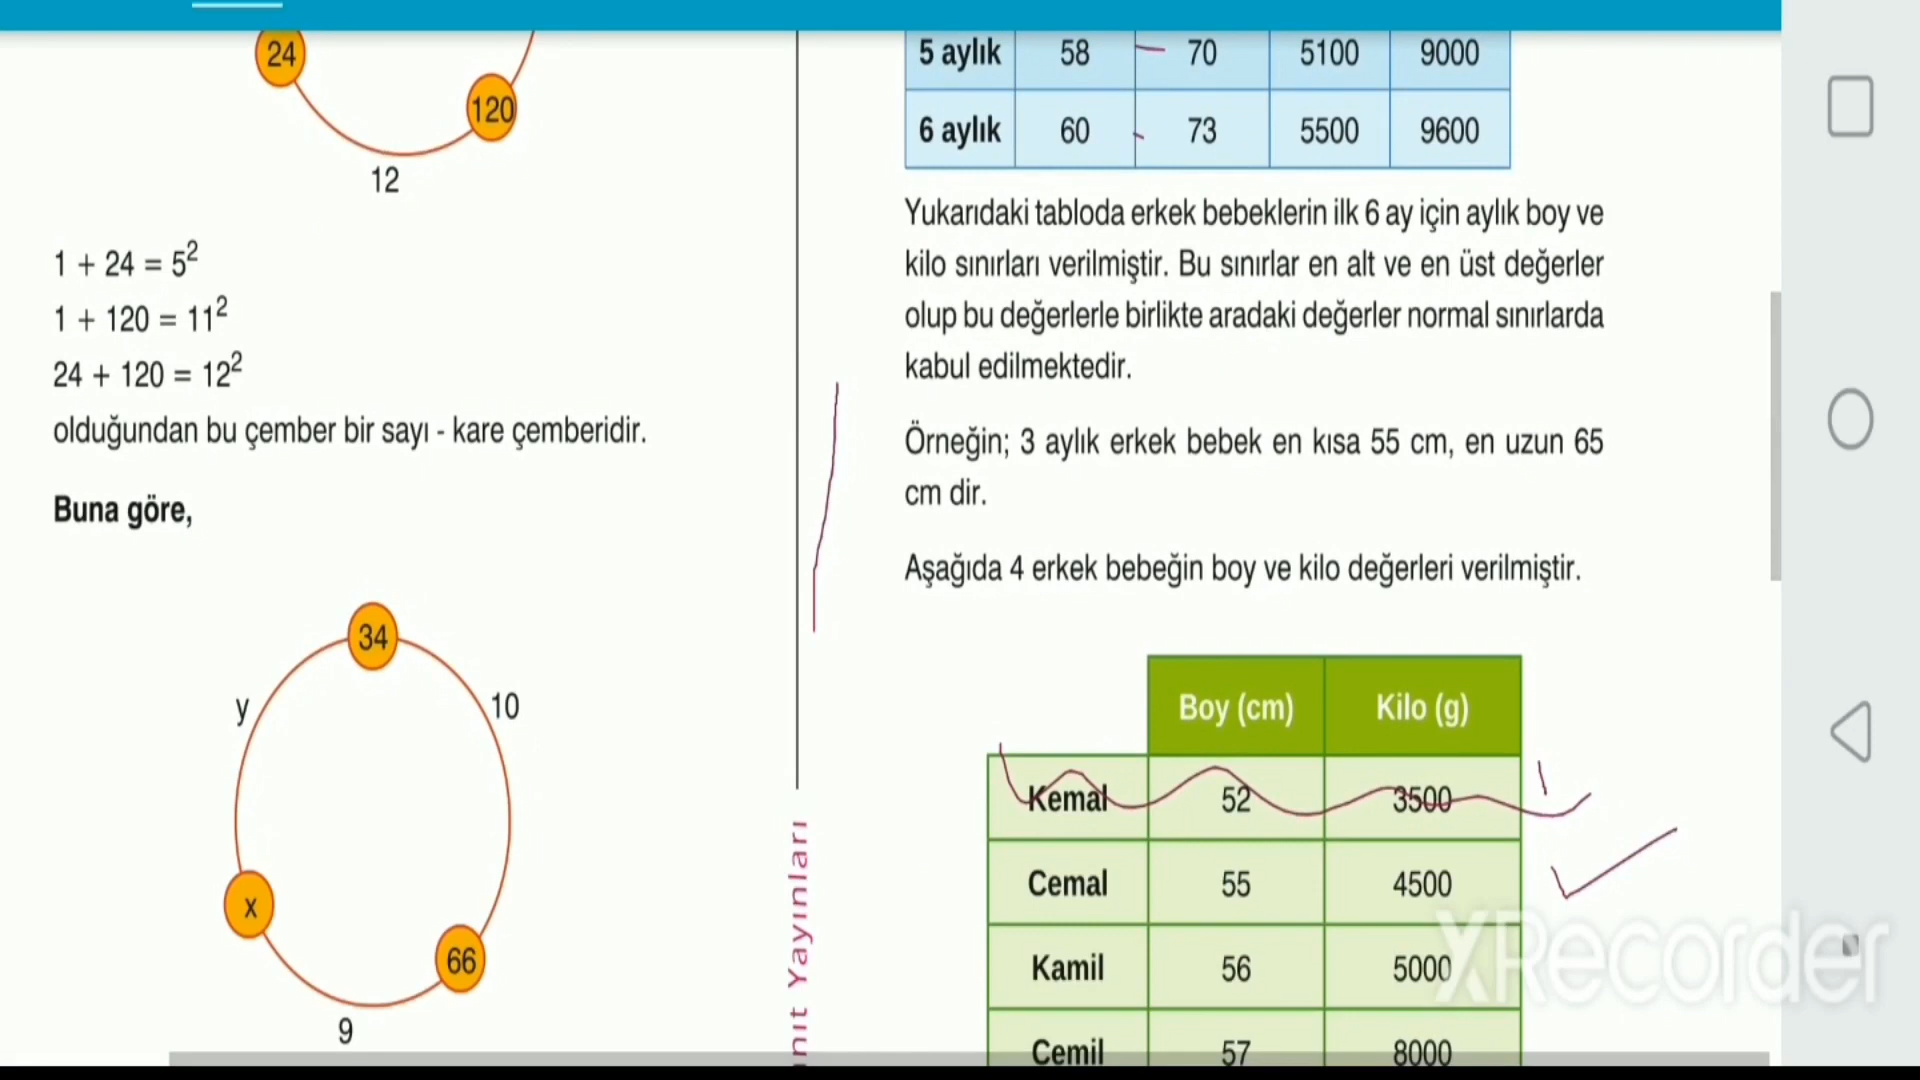 24
120
12
1 + 24 = 5²
1 + 120 = 11²
24 + 120 = 12²
olduğundan bu çember bir sayı - kare çemberidir.
Buna göre,
34
y
10
x
66
9
nıt Yayınları
5 aylık 58 70 5100 9000
6 aylık 60 73 5500 9600
Yukarıdaki tabloda erkek bebeklerin ilk 6 ay için aylık boy ve
kilo sınırları verilmiştir. Bu sınırlar en alt ve en üst değerler
olup bu değerlerle birlikte aradaki değerler normal sınırlarda
kabul edilmektedir.
Örneğin; 3 aylık erkek bebek en kısa 55 cm, en uzun 65
cm dir.
Aşağıda 4 erkek bebeğin boy ve kilo değerleri verilmiştir.
Boy (cm) Kilo (g)
Kemal 52 3500
Cemal 55 4500
Kamil 56 5000
Cemil 57 8000
XRecorder